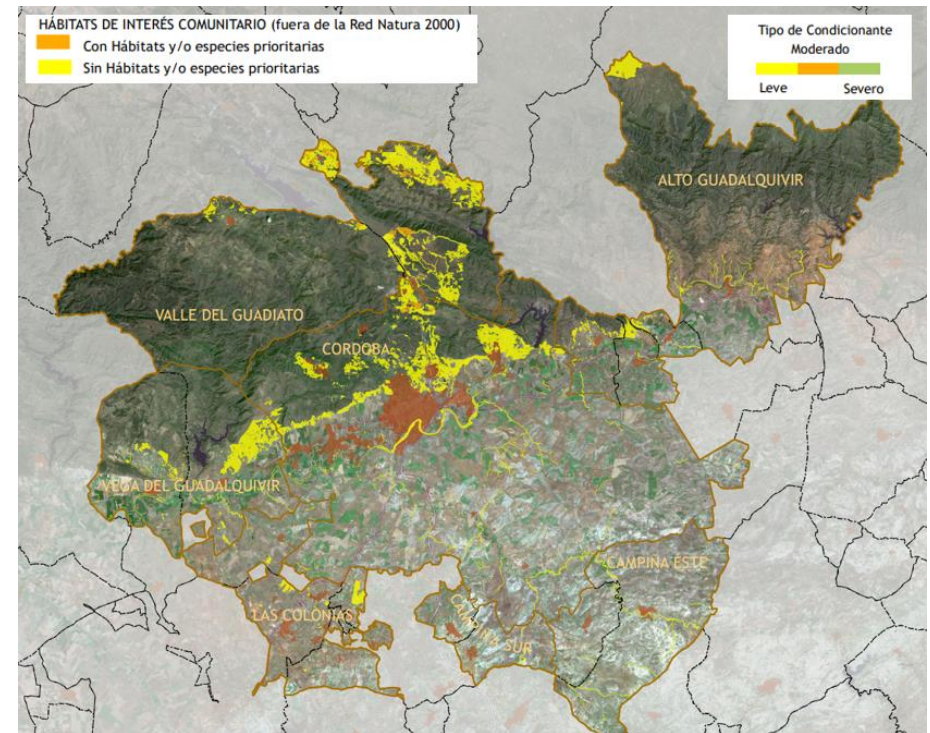 HÁBITATS DE INTERÉS COMUNITARIO (fuera de la Red Natura 2000)
Con Hábitats y/o especies prioritarias
Sin Hábitats y/o especies prioritarias
Tipo de Condicionante
Moderado
Leve Severo
ALTO GUADALQUIVIR
VALLE DEL GUADIATO
CORDOBA
VEGA DEL GUADALQUIVIR
CAMPIÑA ESTE
LAS COLONIAS
CAMPIÑA SUR